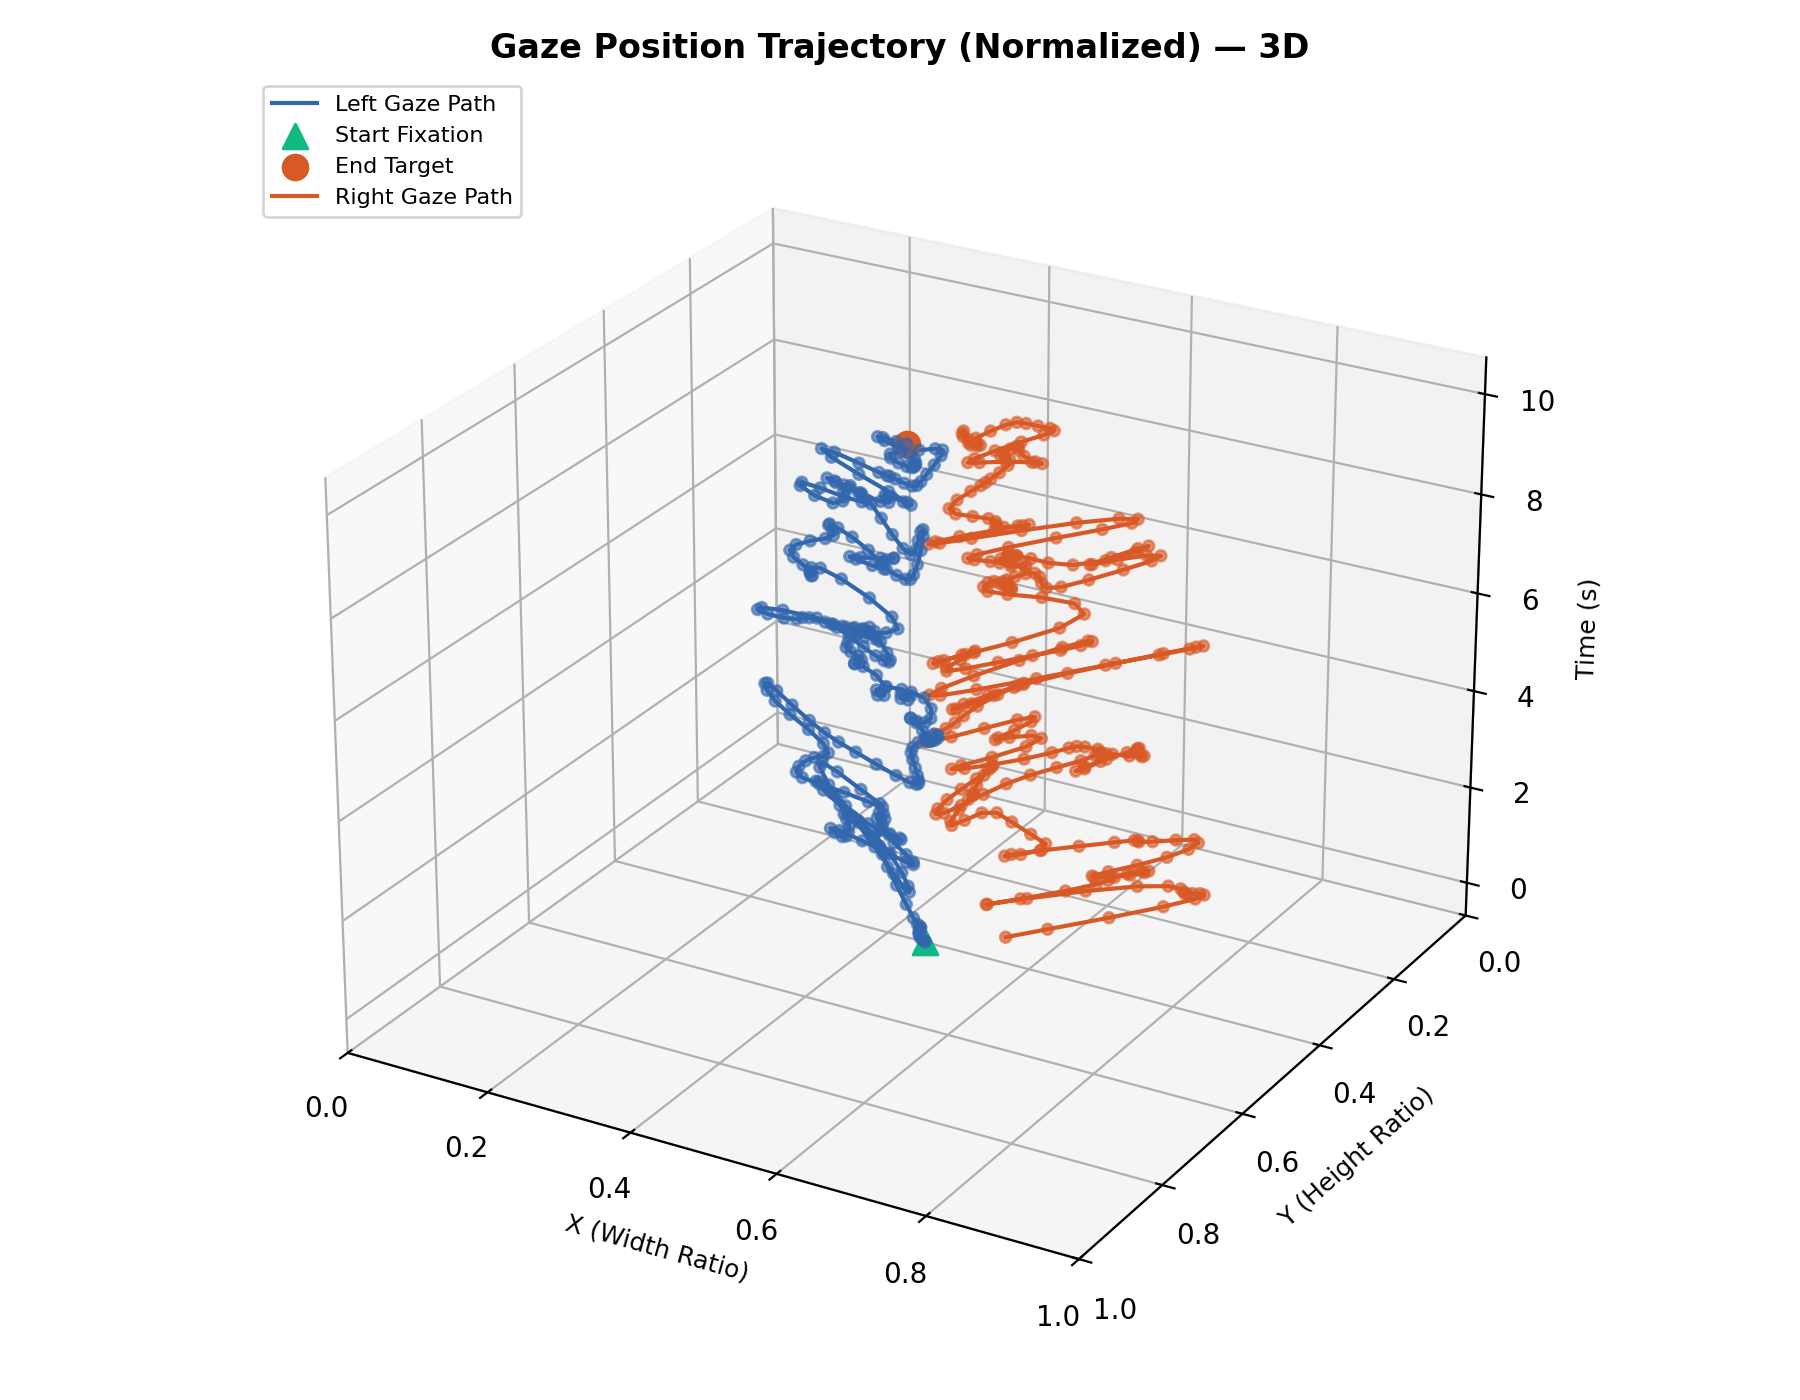 Gaze Position Trajectory (Normalized) — 3D
Left Gaze Path
Start Fixation
End Target
Right Gaze Path
10
8
6
4
2
0
Time (s)
0.0
0.2
0.4
0.6
0.8
1.0
Y (Height Ratio)
0.0
0.2
0.4
0.6
0.8
1.0
X (Width Ratio)